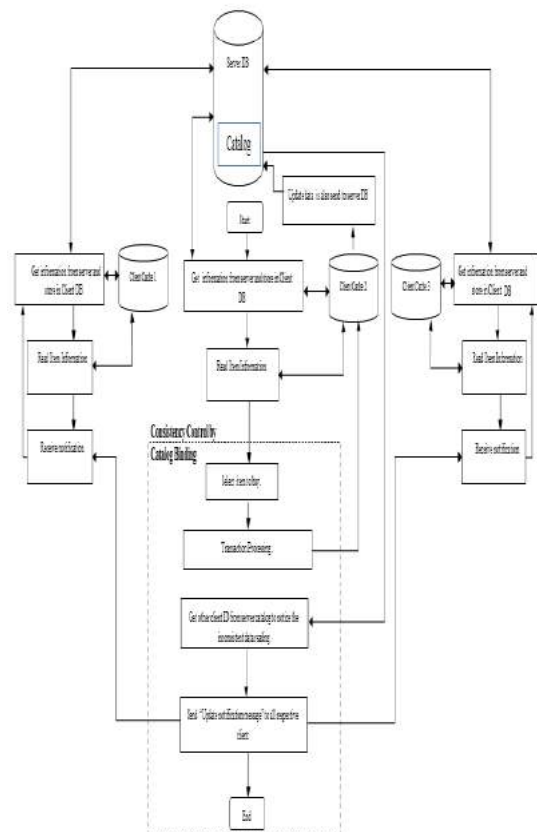 Server DB
Catalog
Update data is also send to server DB
Start
Get information from server and
store in Client DB
Client Cache 1
Get information from server and store in Client
DB
Client Cache 2
Client Cache 3
Get information from server and
store in Client DB
Read Item Information
Read Item Information
Read Item Information
Receive notification
Receive notification
Consistency Control by
Catalog Binding
Select item to buy
Transaction Processing
Get other client ID from server catalog to notice the
inconsistent data reading
Send "Update notification message" to all respective
client
End